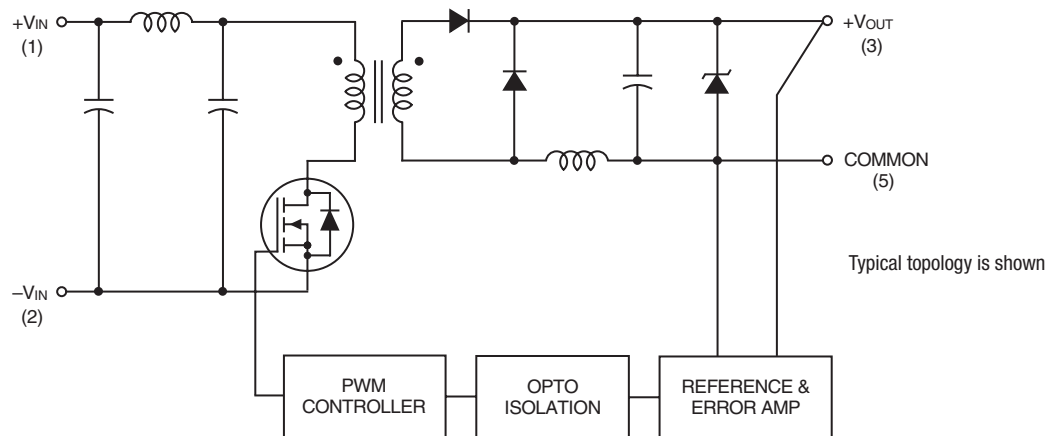 +VIN
(1)
+VOUT
(3)
COMMON
(5)
Typical topology is shown
–VIN
(2)
PWM
CONTROLLER
OPTO
ISOLATION
REFERENCE &
ERROR AMP